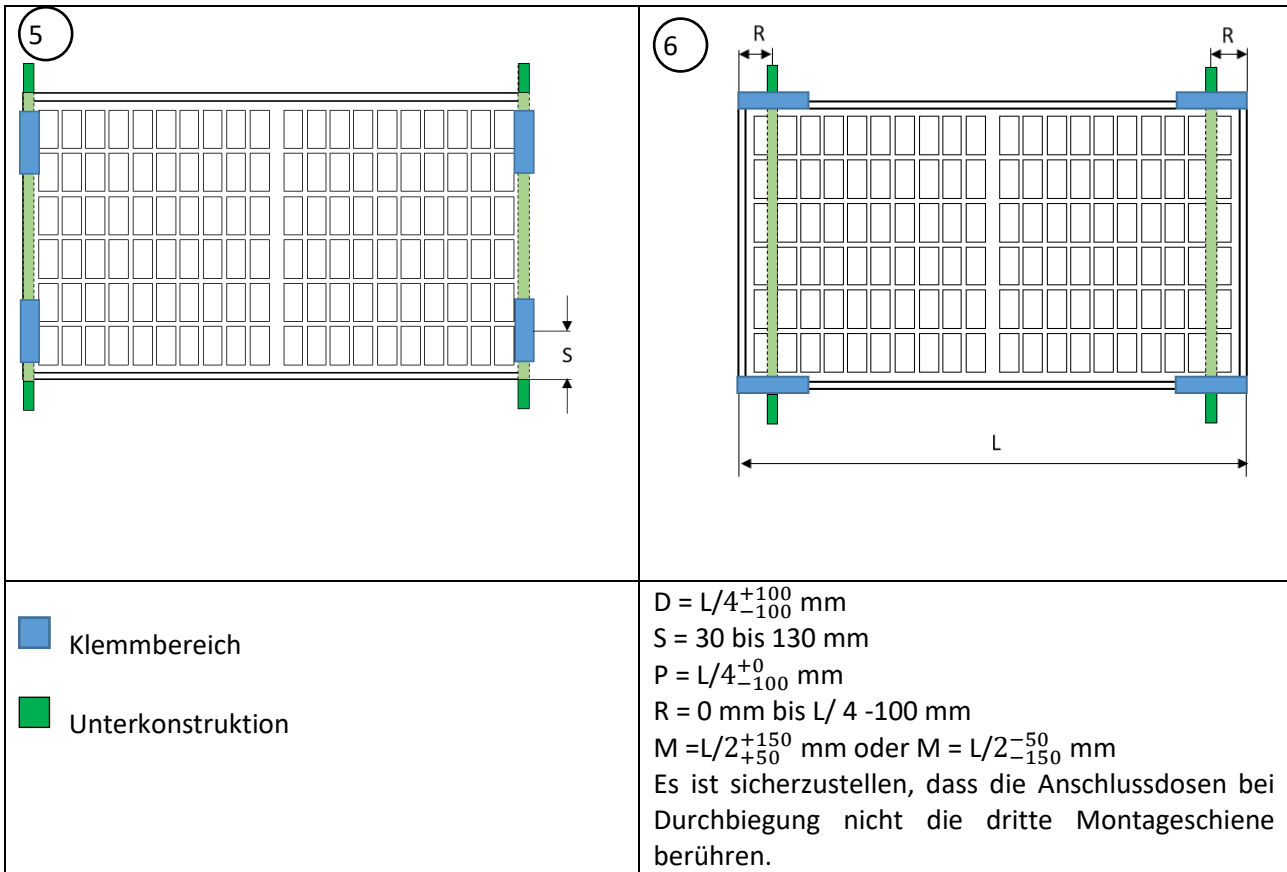 5
S
6
R R
L
Klemmbereich
Unterkonstruktion
D = L/4⁺¹⁰⁰₋₁₀₀ mm
S = 30 bis 130 mm
P = L/4⁺⁰₋₁₀₀ mm
R = 0 mm bis L/ 4 -100 mm
M =L/2⁺¹⁵⁰₊₅₀ mm oder M = L/2⁻⁵⁰₋₁₅₀ mm
Es ist sicherzustellen, dass die Anschlussdosen bei
Durchbiegung nicht die dritte Montageschiene
berühren.